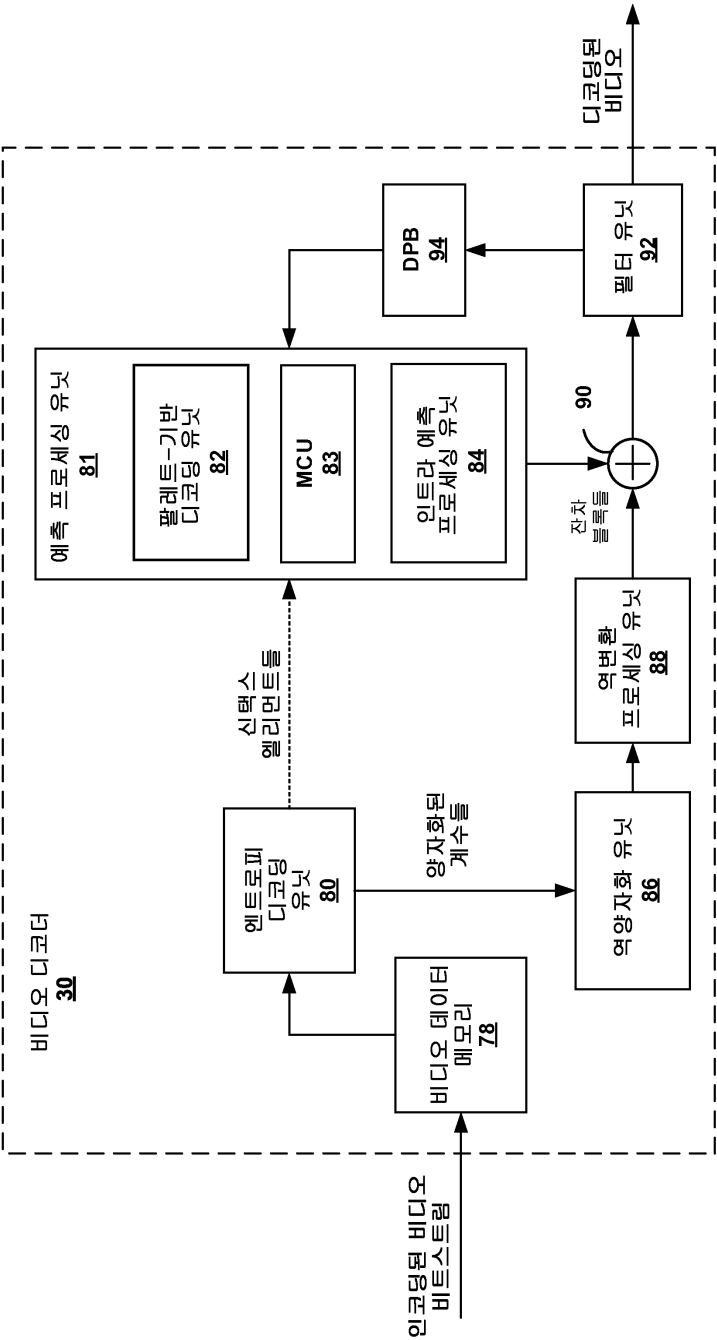 비디오 디코더
30
인코딩된 비디오
비트스트림
비디오 데이터
메모리
78
엔트로피
디코딩
유닛
80
신택스
엘리먼트들
양자화된
계수들
예측 프로세싱 유닛
81
팔레트-기반
디코딩 유닛
82
MCU
83
인트라 예측
프로세싱 유닛
84
역양자화 유닛
86
역변환
프로세싱 유닛
88
잔차
블록들
90
필터 유닛
92
DPB
94
디코딩된
비디오